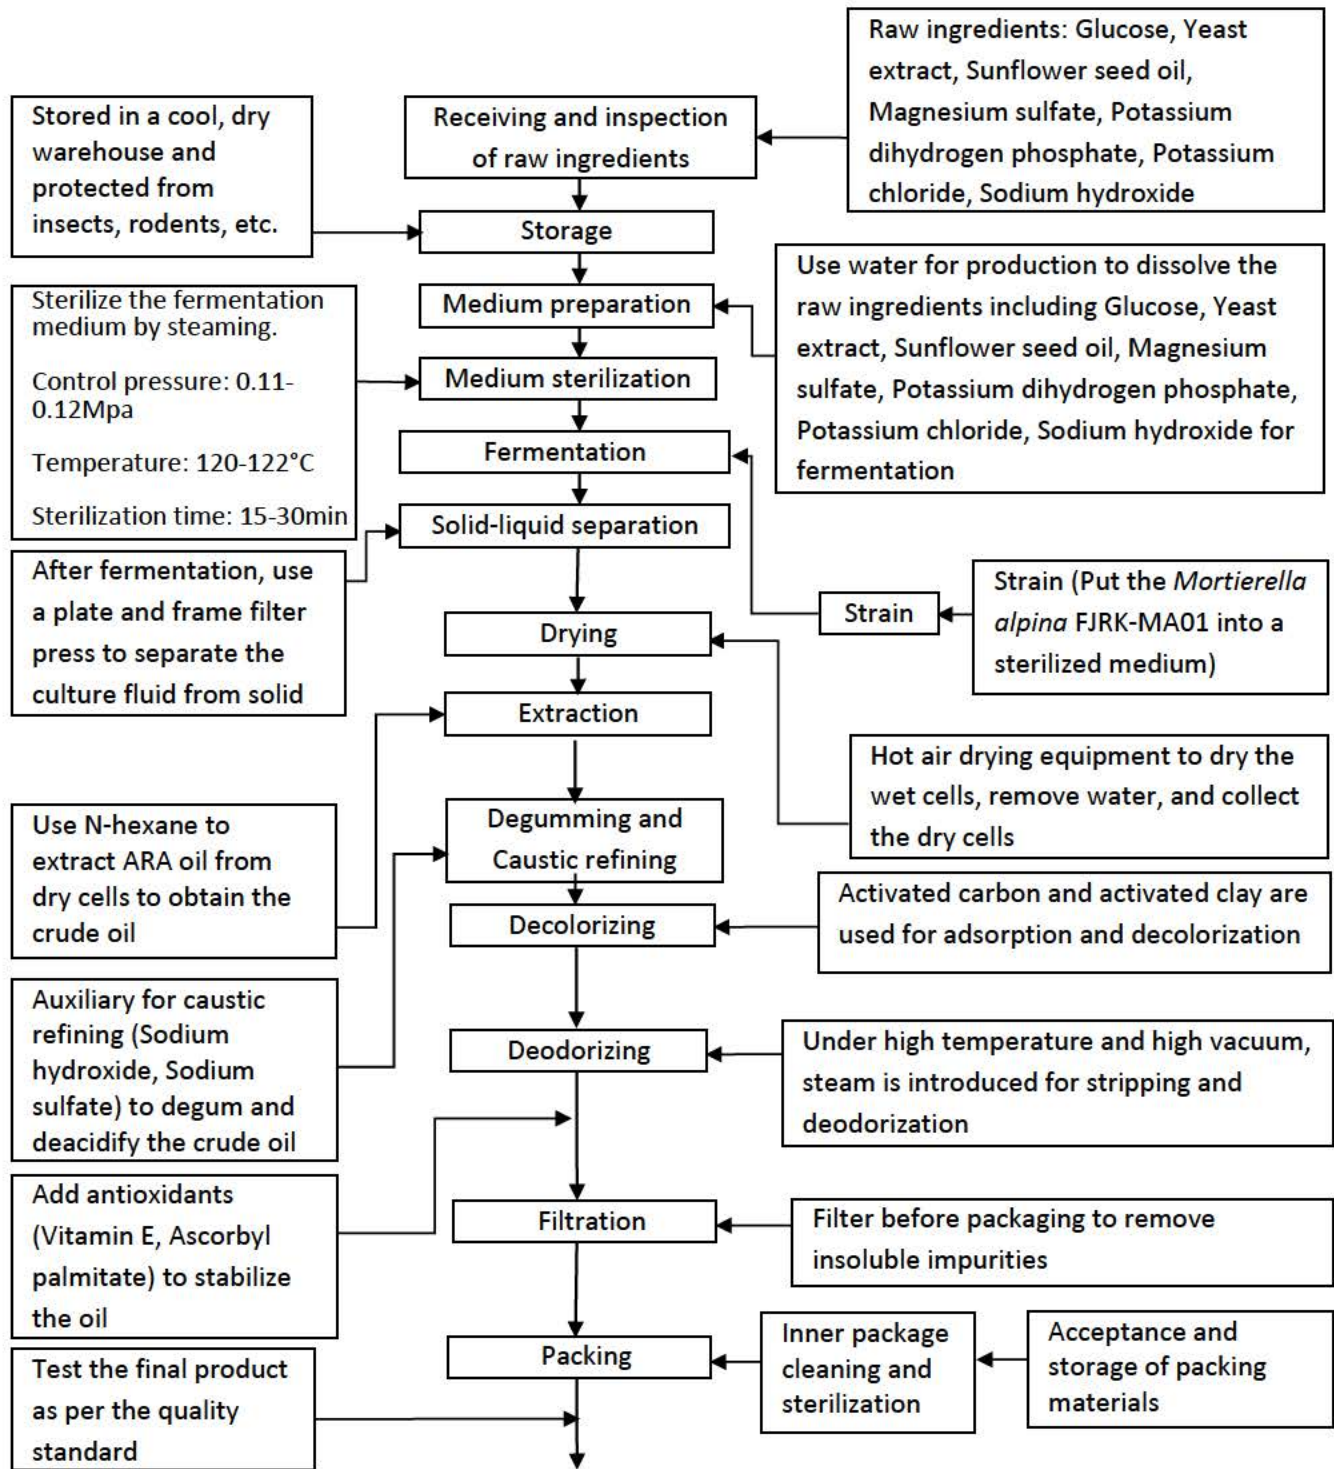 Raw ingredients: Glucose, Yeast
extract, Sunflower seed oil,
Magnesium sulfate, Potassium
dihydrogen phosphate, Potassium
chloride, Sodium hydroxide
Stored in a cool, dry
warehouse and
protected from
insects, rodents, etc.
Receiving and inspection
of raw ingredients
Storage
Use water for production to dissolve the
raw ingredients including Glucose, Yeast
extract, Sunflower seed oil, Magnesium
sulfate, Potassium dihydrogen phosphate,
Potassium chloride, Sodium hydroxide for
fermentation
Sterilize the fermentation
medium by steaming.
Control pressure: 0.11-
0.12Mpa
Temperature: 120-122°C
Sterilization time: 15-30min
Medium preparation
Medium sterilization
Fermentation
Solid-liquid separation
After fermentation, use
a plate and frame filter
press to separate the
culture fluid from solid
Strain
Strain (Put the Mortierella
alpina FJRK-MA01 into a
sterilized medium)
Drying
Extraction
Hot air drying equipment to dry the
wet cells, remove water, and collect
the dry cells
Use N-hexane to
extract ARA oil from
dry cells to obtain the
crude oil
Degumming and
Caustic refining
Decolorizing
Activated carbon and activated clay are
used for adsorption and decolorization
Auxiliary for caustic
refining (Sodium
hydroxide, Sodium
sulfate) to degum and
deacidify the crude oil
Deodorizing
Under high temperature and high vacuum,
steam is introduced for stripping and
deodorization
Add antioxidants
(Vitamin E, Ascorbyl
palmitate) to stabilize
the oil
Filtration
Filter before packaging to remove
insoluble impurities
Packing
Inner package
cleaning and
sterilization
Acceptance and
storage of packing
materials
Test the final product
as per the quality
standard